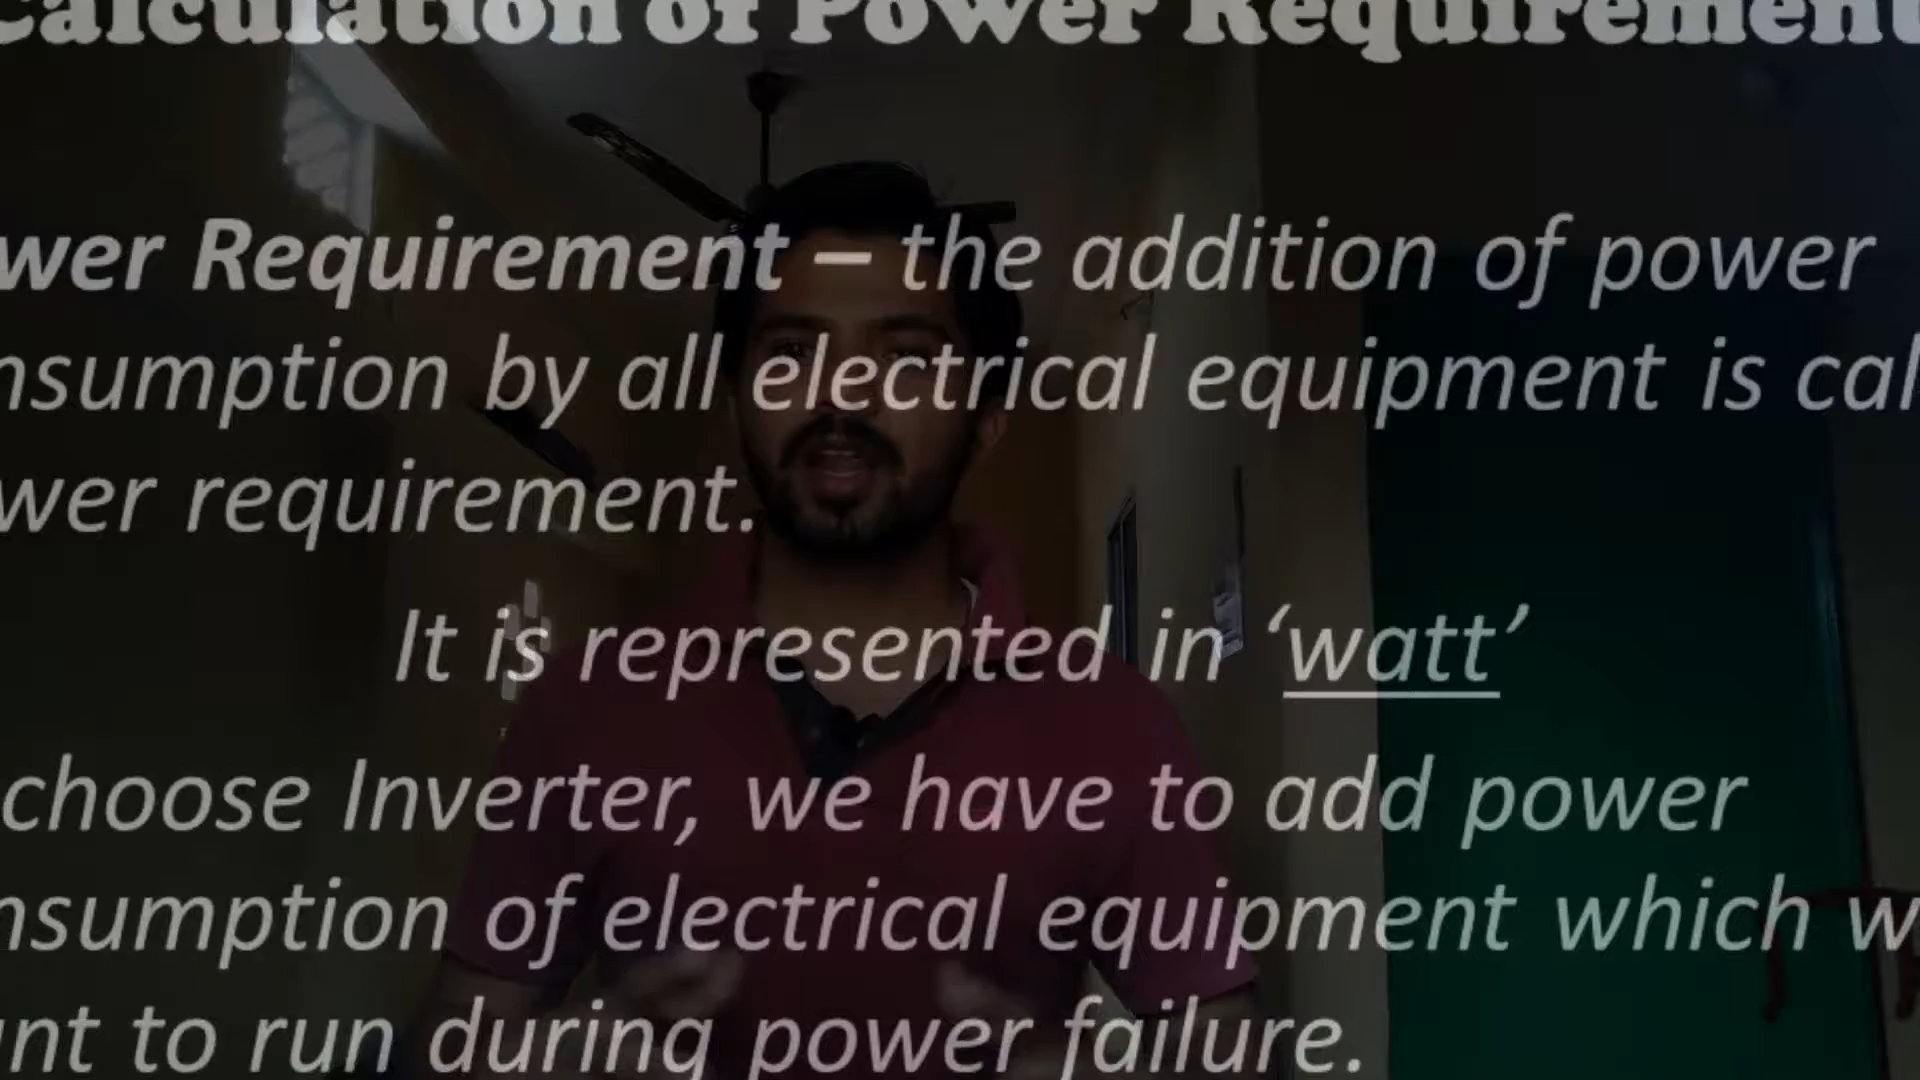 Calculation of Power Requirement
wer Requirement – the addition of power
nsumption by all electrical equipment is cal
wer requirement.
It is represented in ‘watt’
choose Inverter, we have to add power
nsumption of electrical equipment which w
nt to run during power failure.